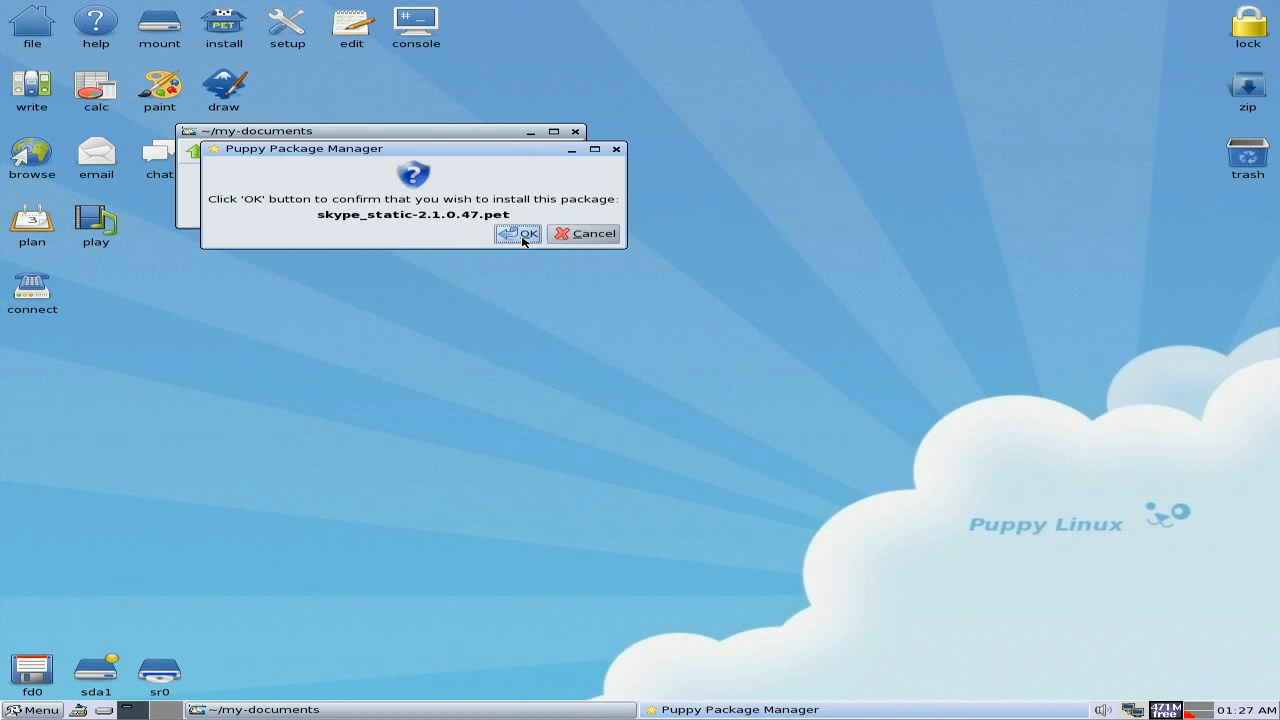 file help mount install setup edit console lock
PET
# _
write calc paint draw zip
~/my-documents
Puppy Package Manager
browse email chat trash
?
Click 'OK' button to confirm that you wish to install this package:
skype_static-2.1.0.47.pet
OK Cancel
3
plan play
connect
Puppy Linux
fd0 sda1 sr0
Menu ~/my-documents Puppy Package Manager 471M free 01:27 AM